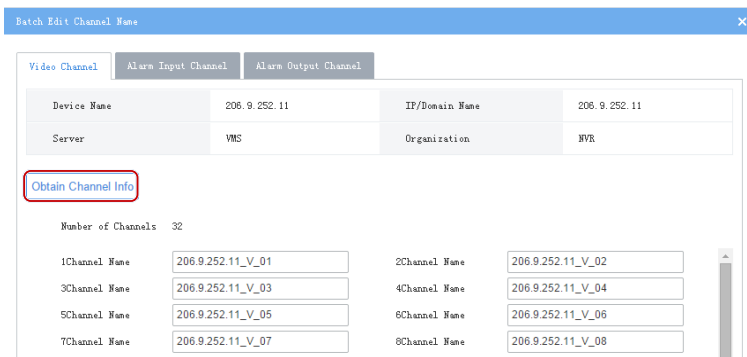 Batch Edit Channel Name ×
Video Channel Alarm Input Channel Alarm Output Channel
Device Name 206.9.252.11 IP/Domain Name 206.9.252.11
Server VMS Organization NVR
Obtain Channel Info
Number of Channels 32
1Channel Name 206.9.252.11_V_01 2Channel Name 206.9.252.11_V_02
3Channel Name 206.9.252.11_V_03 4Channel Name 206.9.252.11_V_04
5Channel Name 206.9.252.11_V_05 6Channel Name 206.9.252.11_V_06
7Channel Name 206.9.252.11_V_07 8Channel Name 206.9.252.11_V_08